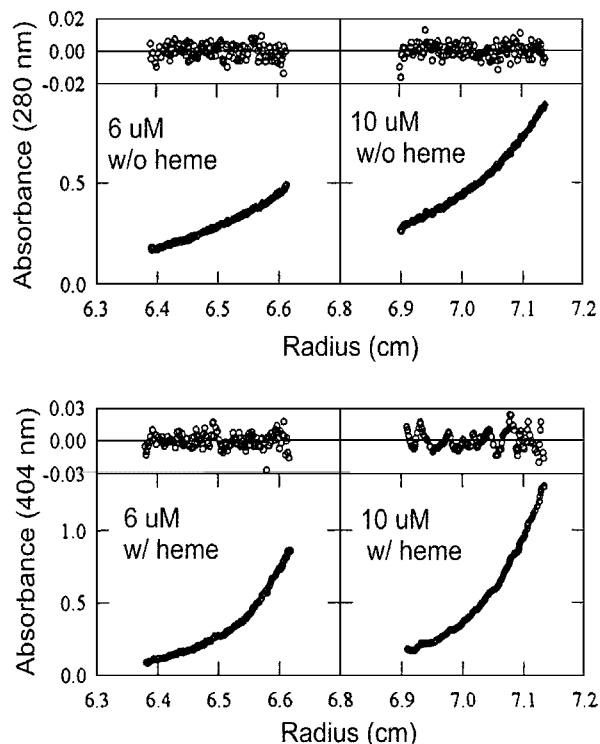 0.02
0.00
-0.02
Absorbance (280 nm)
6 uM
w/o heme
10 uM
w/o heme
0.5
0.0
6.3 6.4 6.5 6.6 6.8 6.9 7.0 7.1 7.2
Radius (cm)
0.03
0.00
-0.03
Absorbance (404 nm)
6 uM
w/ heme
10 uM
w/ heme
1.0
0.5
0.0
6.3 6.4 6.5 6.6 6.8 6.9 7.0 7.1 7.2
Radius (cm)